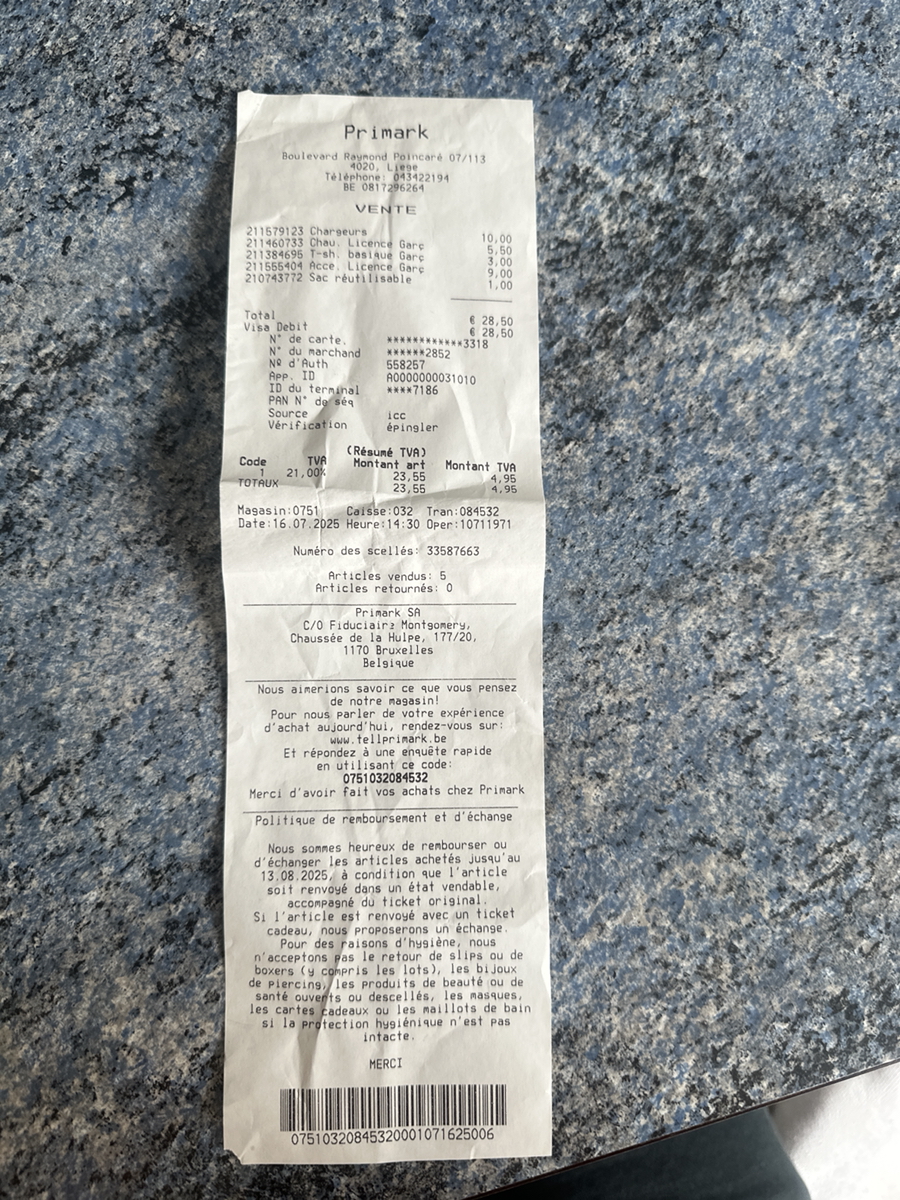 Primark
Boulevard Raymond Poincaré 07/113
4020, Liege
Téléphone: 043422194
BE 0817296264
VENTE
211579123 Chargeurs 10,00
211460733 Chau. Licence Garç 5,50
211384695 T-sh. basique Garç 3,00
211555404 Acce. Licence Garç 9,00
210743772 Sac réutilisable 1,00
Total € 28,50
Visa Debit € 28,50
N° de carte. ************3318
N° du marchand ******2852
Nº d'Auth 558257
App. ID A0000000031010
ID du terminal ****7186
PAN N° de séq
Source icc
Vérification épingler
(Résumé TVA)
Code TVA Montant art Montant TVA
1 21,00% 23,55 4,95
TOTAUX 23,55 4,95
Magasin:0751 Caisse:032 Tran:084532
Date:16.07.2025 Heure:14:30 Oper:10711971
Numéro des scellés: 33587663
Articles vendus: 5
Articles retournés: 0
Primark SA
C/O Fiduciaire Montgomery,
Chaussée de la Hulpe, 177/20,
1170 Bruxelles
Belgique
Nous aimerions savoir ce que vous pensez
de notre magasin!
Pour nous parler de votre expérience
d'achat aujourd'hui, rendez-vous sur:
www.tellprimark.be
Et répondez à une enquête rapide
en utilisant ce code:
0751032084532
Merci d'avoir fait vos achats chez Primark
Politique de remboursement et d'échange
Nous sommes heureux de rembourser ou
d'échanger les articles achetés jusqu'au
13.08.2025, à condition que l'article
soit renvoyé dans un état vendable,
accompagné du ticket original.
Si l'article est renvoyé avec un ticket
cadeau, nous proposerons un échange.
Pour des raisons d'hygiène, nous
n'acceptons pas le retour de slips ou de
boxers (y compris les lots), les bijoux
de piercing, les produits de beauté ou de
santé ouverts ou descellés, les masques,
les cartes cadeaux ou les maillots de bain
si la protection hygiénique n'est pas
intacte.
MERCI
07510320845320001071625006